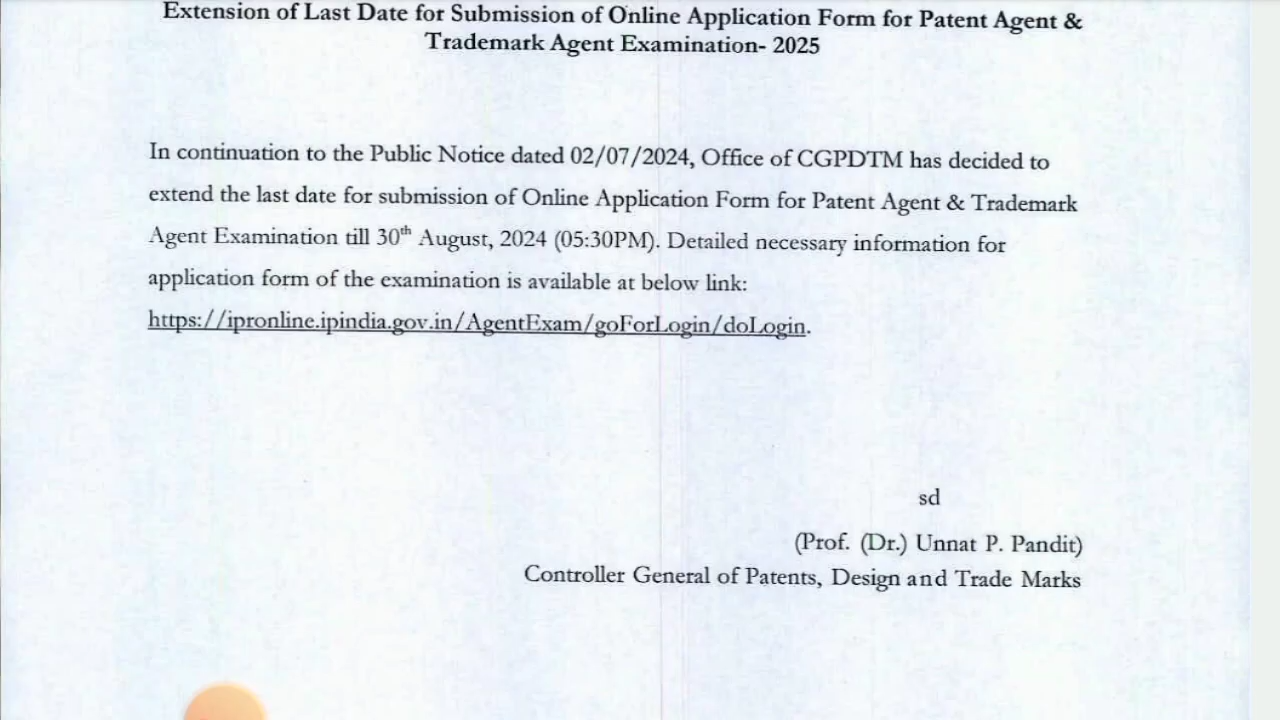 Extension of Last Date for Submission of Online Application Form for Patent Agent &
Trademark Agent Examination- 2025
In continuation to the Public Notice dated 02/07/2024, Office of CGPDTM has decided to
extend the last date for submission of Online Application Form for Patent Agent & Trademark
Agent Examination till 30th August, 2024 (05:30PM). Detailed necessary information for
application form of the examination is available at below link:
https://ipronline.ipindia.gov.in/AgentExam/goForLogin/doLogin.
sd
(Prof. (Dr.) Unnat P. Pandit)
Controller General of Patents, Design and Trade Marks